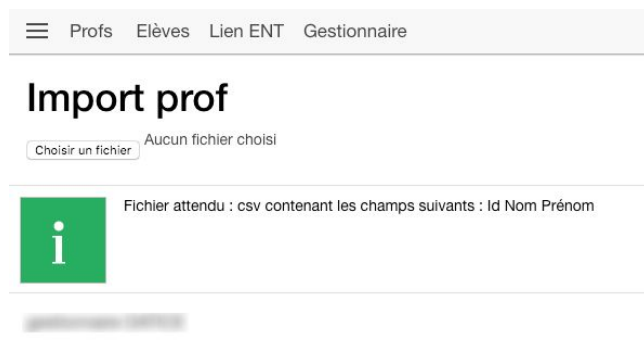 Profs Elèves Lien ENT Gestionnaire
Import prof
Choisir un fichier Aucun fichier choisi
Fichier attendu : csv contenant les champs suivants : Id Nom Prénom